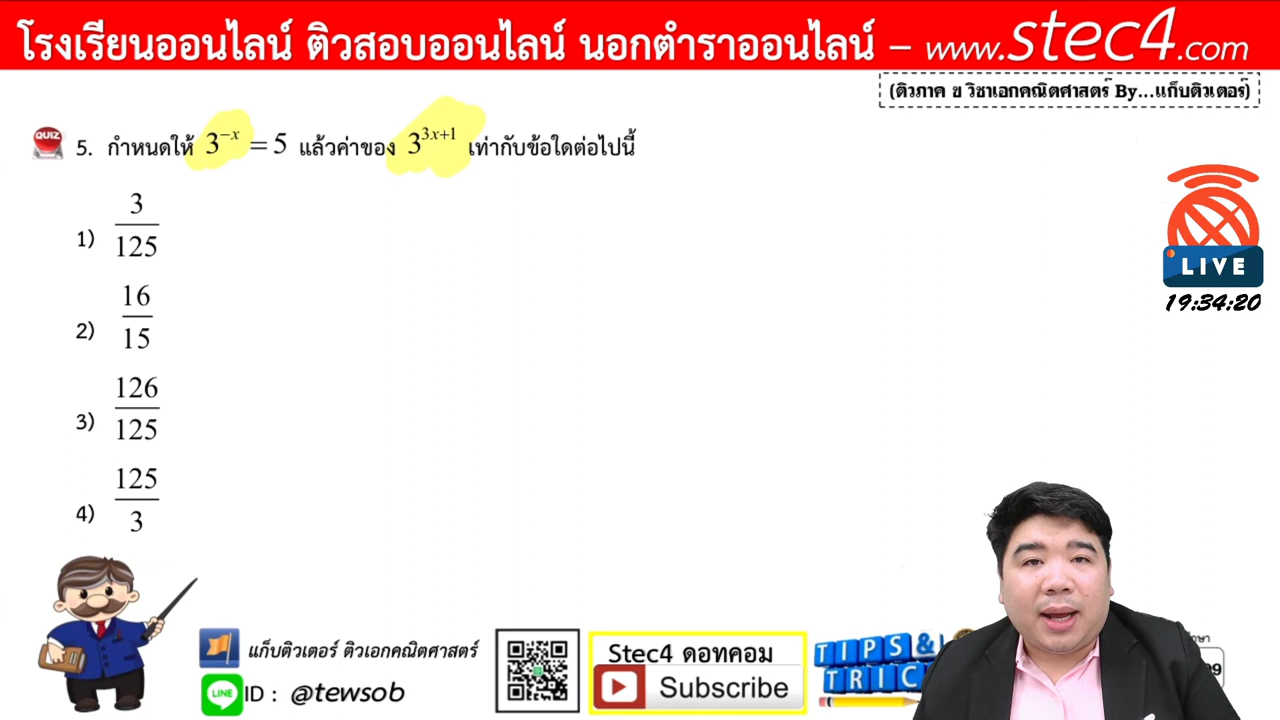 โรงเรียนออนไลน์ ติวสอบออนไลน์ นอกตำราออนไลน์ – www.stec4.com
(ติวภาค ข วิชาเอกคณิตศาสตร์ By...แก็บติวเตอร์)
QUIZ
5. กำหนดให้ 3^{-x} = 5 แล้วค่าของ 3^{3x+1} เท่ากับข้อใดต่อไปนี้
1) 3/125
2) 16/15
3) 126/125
4) 125/3
LIVE
19:34:20
แก็บติวเตอร์ ติวเอกคณิตศาสตร์
LINE ID : @tewsob
Stec4 ดอทคอม
Subscribe
TIPS &